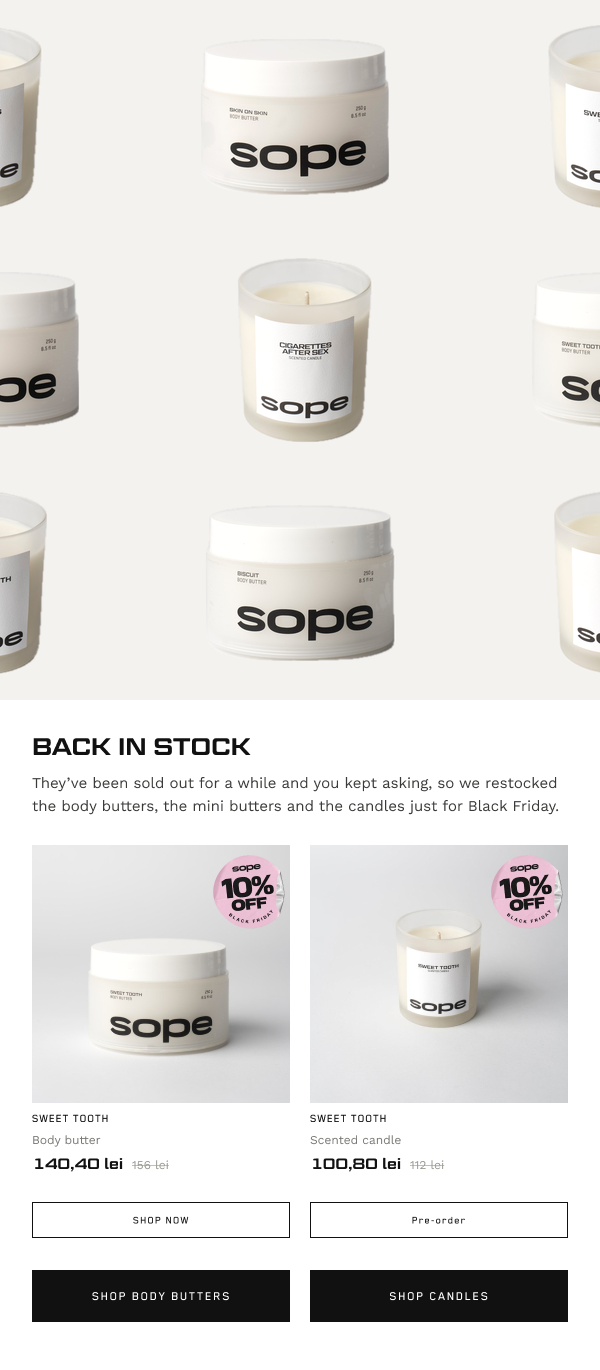 SKIN ON SKIN
BODY BUTTER
250 g
8.5 fl oz
sope
250 g
8.5 fl oz
CIGARETTES
AFTER SEX
SCENTED CANDLE
sope
SWEET TOOTH
BODY BUTTER
BISCUIT
BODY BUTTER
250 g
8.5 fl oz
sope
BACK IN STOCK
They’ve been sold out for a while and you kept asking, so we restocked
the body butters, the mini butters and the candles just for Black Friday.
sope
10%
OFF
BLACK FRIDAY
SWEET TOOTH
BODY BUTTER
sope
sope
10%
OFF
BLACK FRIDAY
SWEET TOOTH
sope
SWEET TOOTH
Body butter
140,40 lei 156 lei
SHOP NOW
SWEET TOOTH
Scented candle
100,80 lei 112 lei
Pre-order
SHOP BODY BUTTERS
SHOP CANDLES